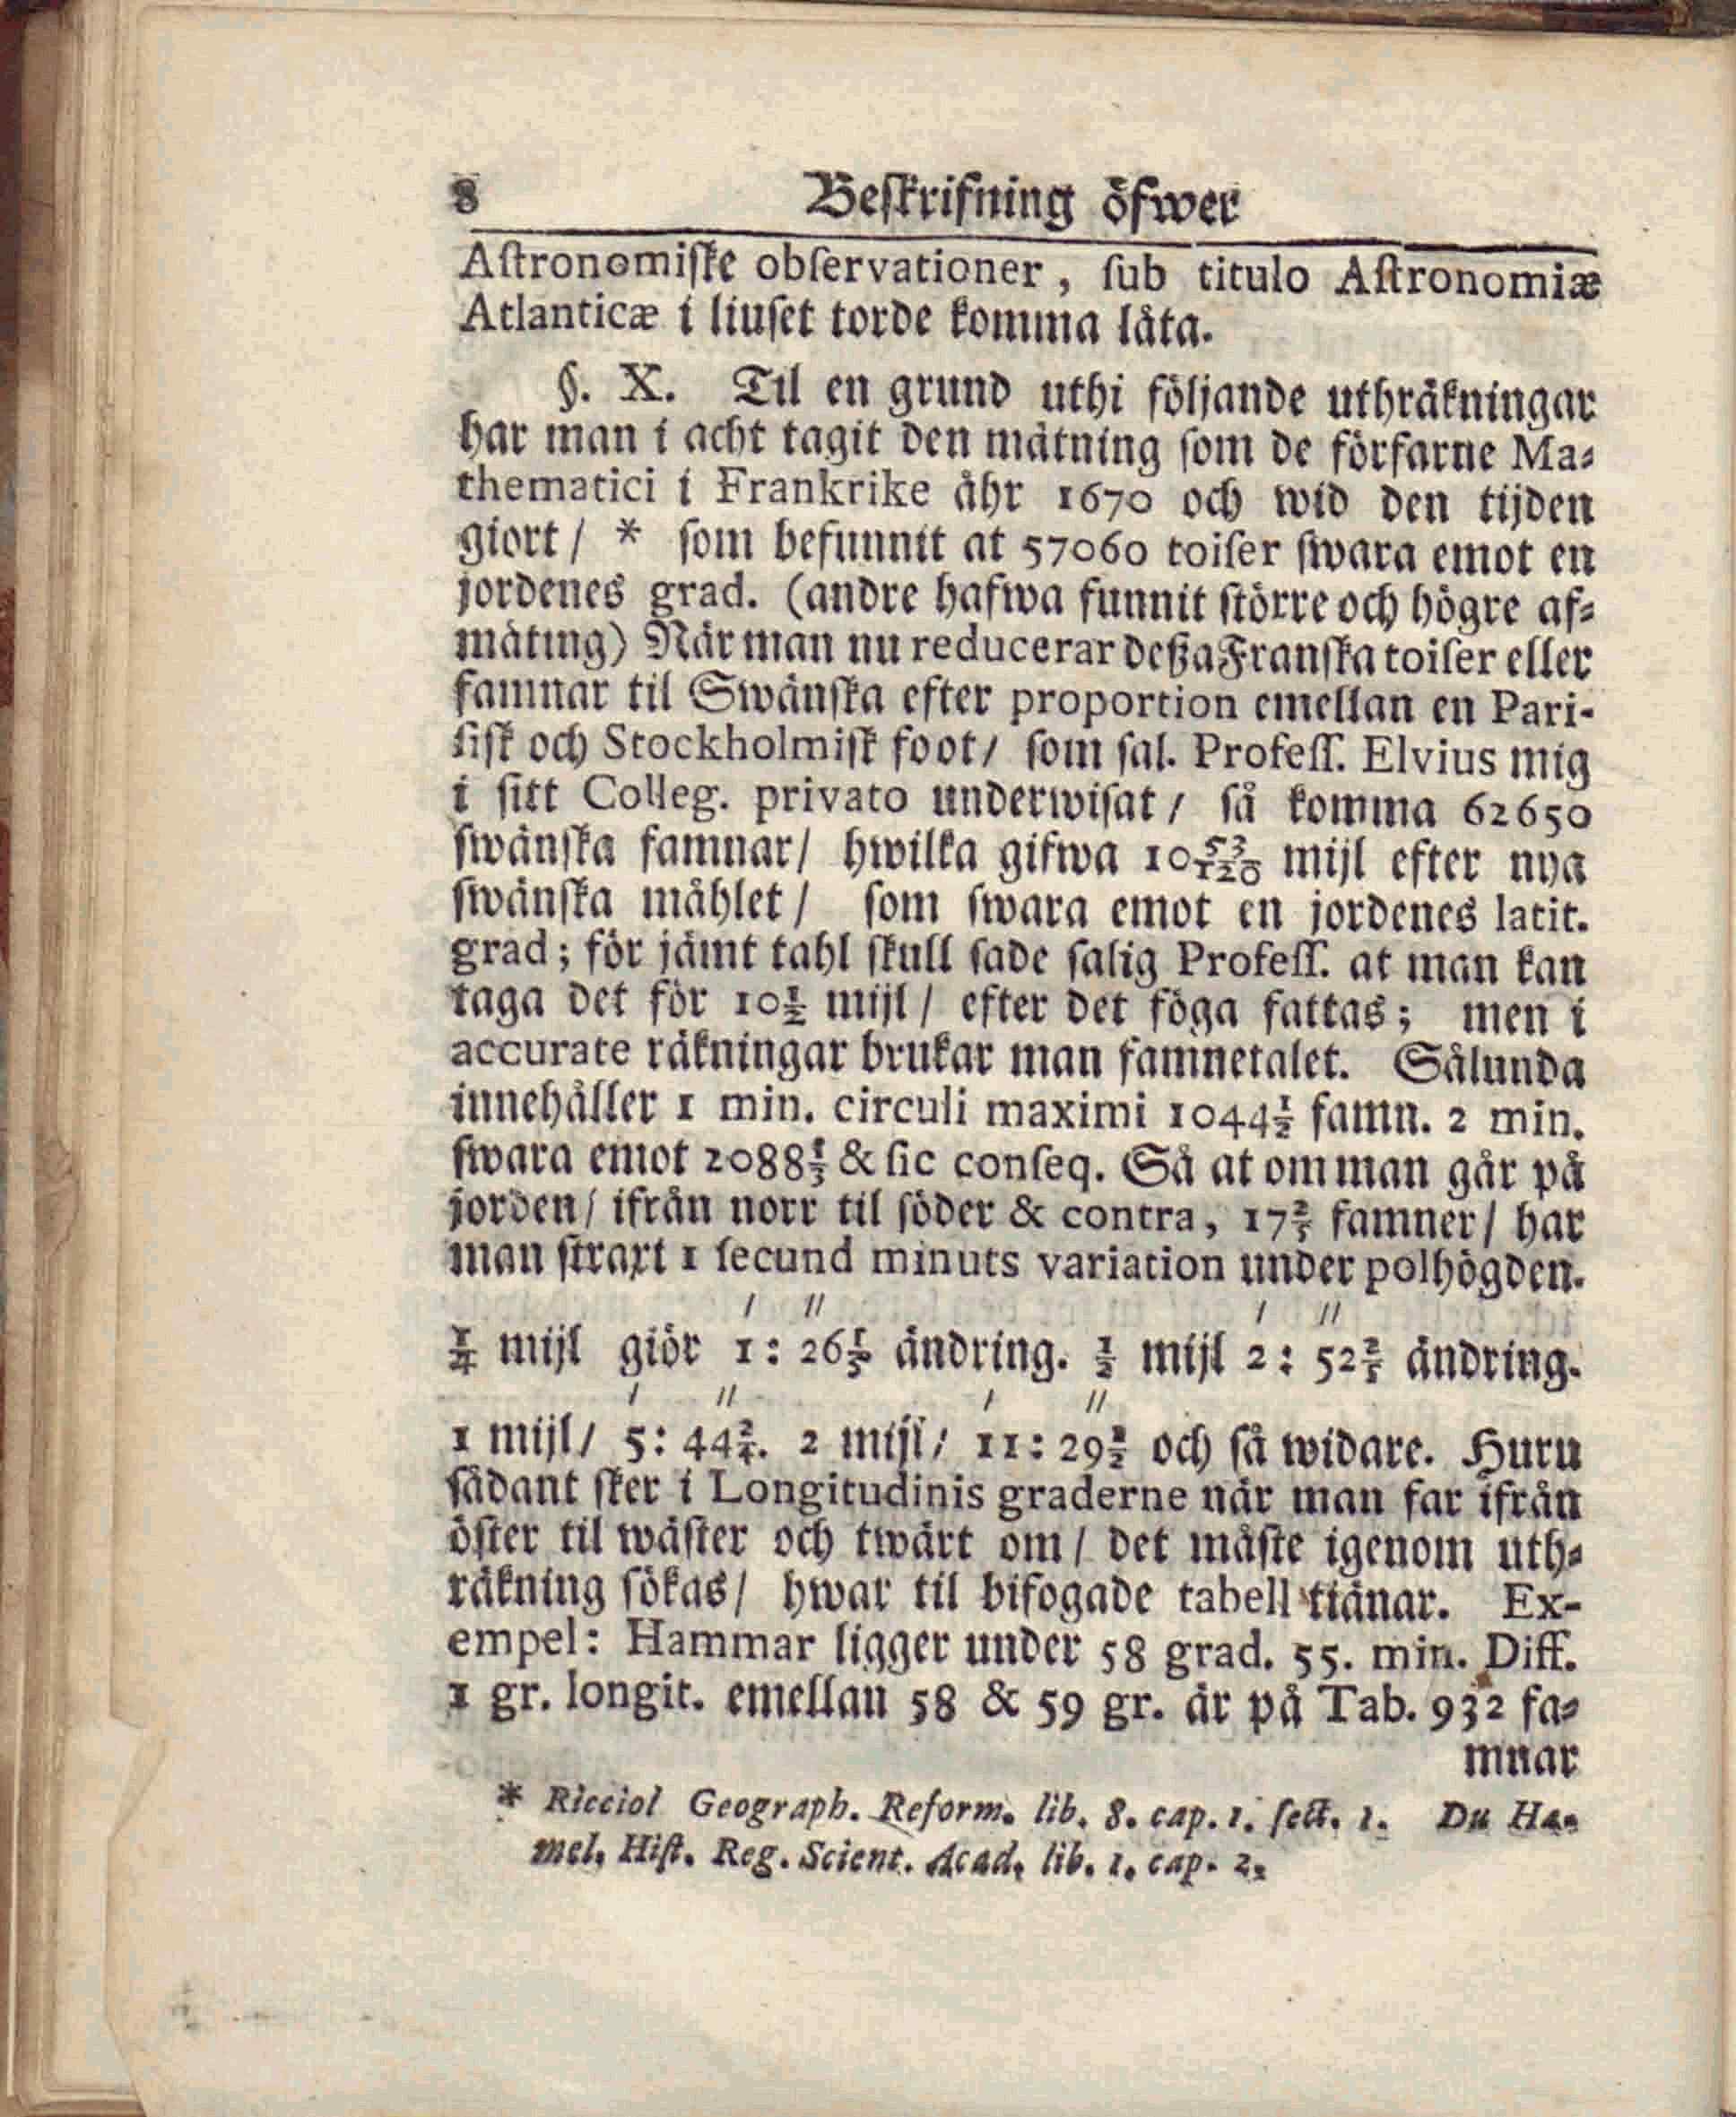 8 Beſkrifning öfwer
Aſtronomiſke obſervationer, ſub titulo Aſtronomiæ
Atlanticæ i liuſet torde komma låta.
§. X. Til en grund uthi följande uthräkningar
har man i acht tagit den mätning ſom de förfarne Ma⸗
thematici i Frankrike åhr 1670 och wid den tijden
giort / * ſom befunnit at 57060 toiſer ſwara emot en
jordenes grad. (andre hafwa funnit större och högre af⸗
mäting) När man nu reducerar deßa Franſka toiſer eller
famnar til Swänſka efter proportion emellan en Pari-
ſiſk och Stockholmiſk foot / ſom ſal. Profeſſ. Elvius mig
i ſitt Colleg. privato underwiſat / ſå komma 62650
ſwänſka famnar / hwilka gifwa 10 53/120 mijl efter nya
ſwänſka måhlet / ſom ſwara emot en jordenes latit.
grad; för jämt tahl ſkull ſade ſalig Profeſſ. at man kan
taga det för 10½ mijl / efter det föga fattas; men i
accurate räkningar brukar man famnetalet. Sålunda
innehåller 1 min. circuli maximi 1044½ famn. 2 min.
ſwara emot 2088⅓ & ſic conſeq. Så at om man går på
jorden / ifrån norr til ſöder & contra, 17⅖ famner / har
man ſtraxt 1 ſecund minuts variation under polhögden.
¼ mijl giör 1′: 26⅕″ ändring. ½ mijl 2′: 52⅖″ ändring.
1 mijl / 5′: 44 2/4″. 2 mijl / 11′: 29½″ och ſå widare. Huru
ſådant ſker i Longitudinis graderne när man far ifrån
öſter til wäſter och twärt om / det måſte igenom uth⸗
räkning ſökas / hwar til bifogade tabell tiänar. Ex-
empel: Hammar ligger under 58 grad. 55. min. Diff.
1 gr. longit. emellan 58 & 59 gr. är på Tab. 932 fa⸗
mnar
* Ricciol Geograph. Reform. lib. 8. cap. 1. ſect. 1. Du Ha-
mel, Hiſt. Reg. Scient. Acad, lib. 1. cap. 2.